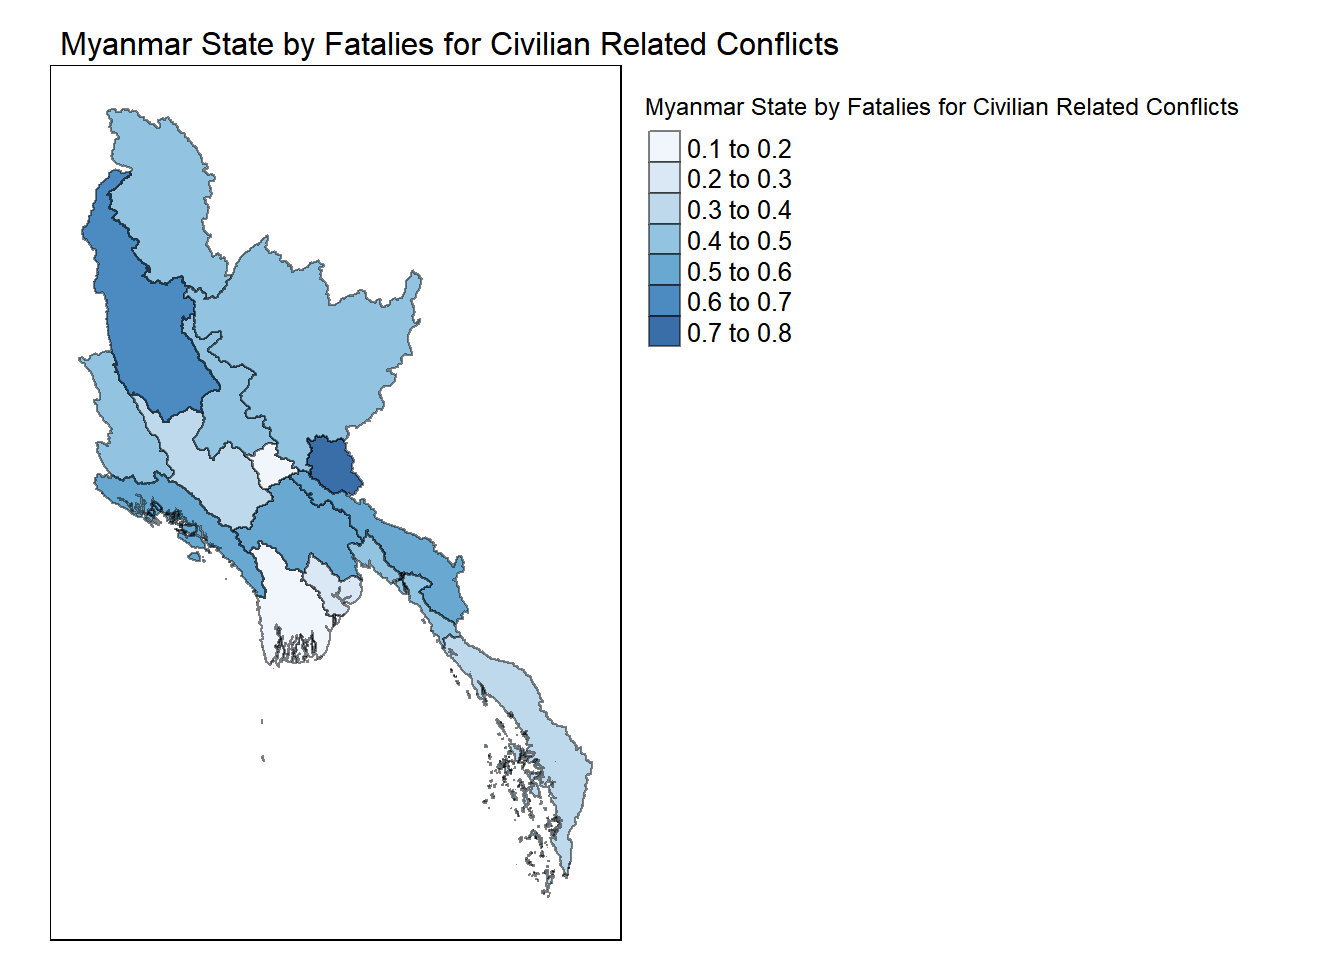 Myanmar State by Fatalies for Civilian Related Conflicts
Myanmar State by Fatalies for Civilian Related Conflicts
0.1 to 0.2
0.2 to 0.3
0.3 to 0.4
0.4 to 0.5
0.5 to 0.6
0.6 to 0.7
0.7 to 0.8